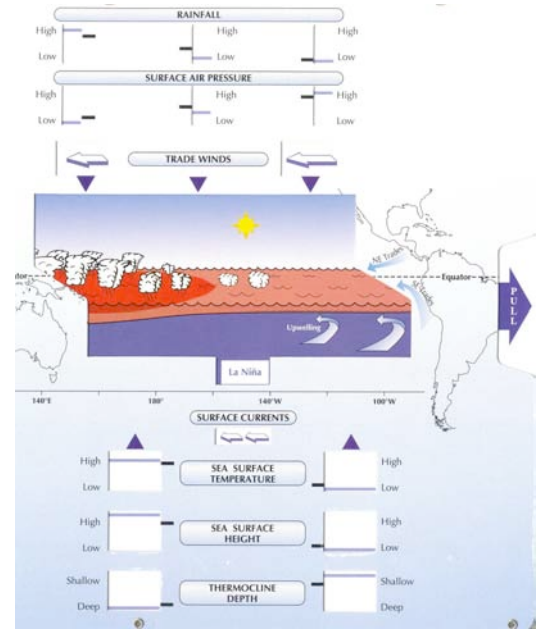 RAINFALL
High High High
Low Low Low
SURFACE AIR PRESSURE
High High High
Low Low Low
TRADE WINDS
NE Trades
Equator
SE Trades
PULL
Upwelling
La Niña
140°E 180° 140°W 100°W
SURFACE CURRENTS
High High
SEA SURFACE
TEMPERATURE
Low Low
High High
SEA SURFACE
HEIGHT
Low Low
Shallow Shallow
THERMOCLINE
DEPTH
Deep Deep